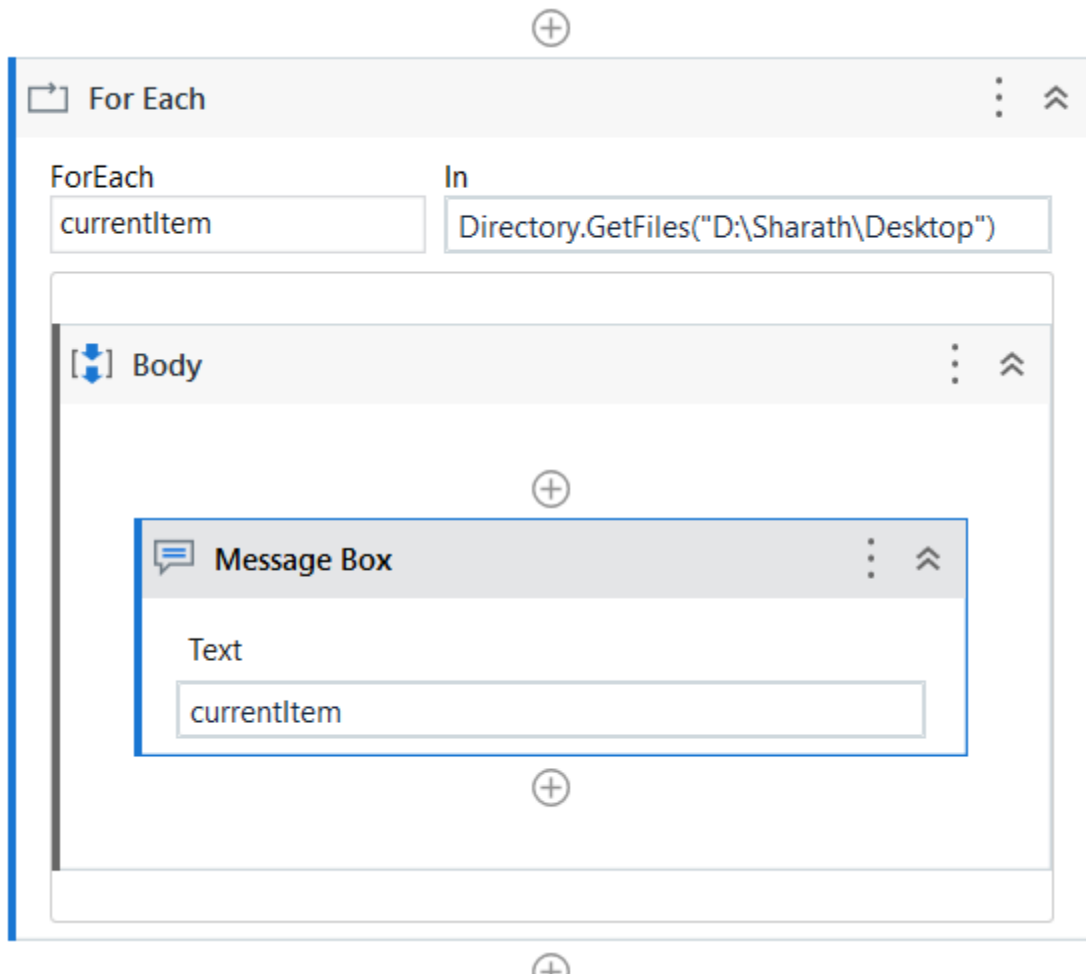 For Each
ForEach In
currentItem Directory.GetFiles("D:\Sharath\Desktop")
Body
Message Box
Text
currentItem